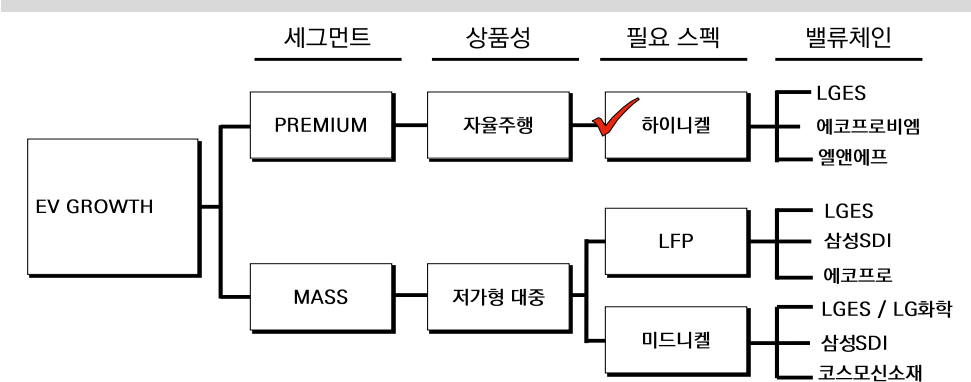 세그먼트
상품성
필요 스펙
밸류체인
EV GROWTH
PREMIUM
자율주행
하이니켈
LGES
에코프로비엠
엘앤에프
MASS
저가형 대중
LFP
LGES
삼성SDI
에코프로
미드니켈
LGES / LG화학
삼성SDI
코스모신소재